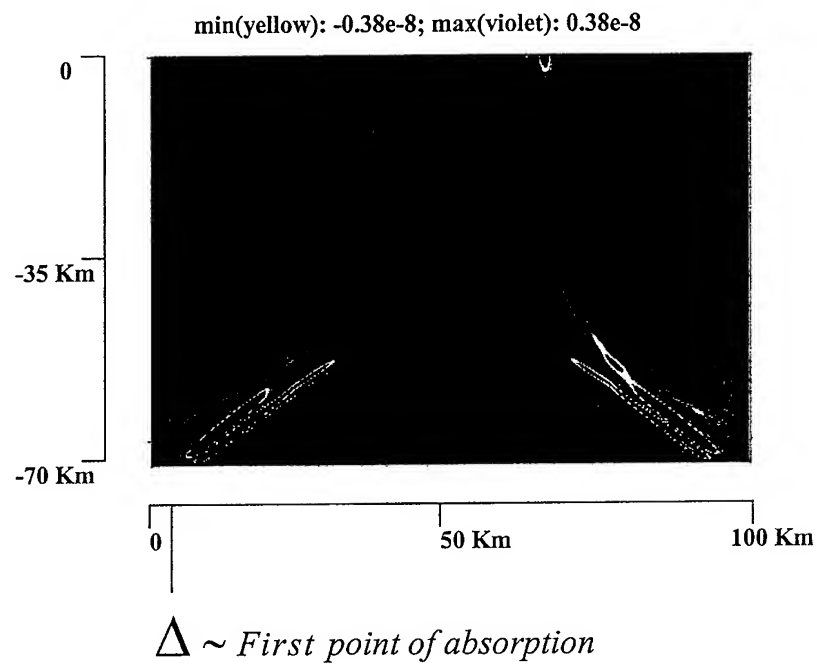 min(yellow): -0.38e-8; max(violet): 0.38e-8
0
-35 Km
-70 Km
0 50 Km 100 Km
Δ ~ First point of absorption